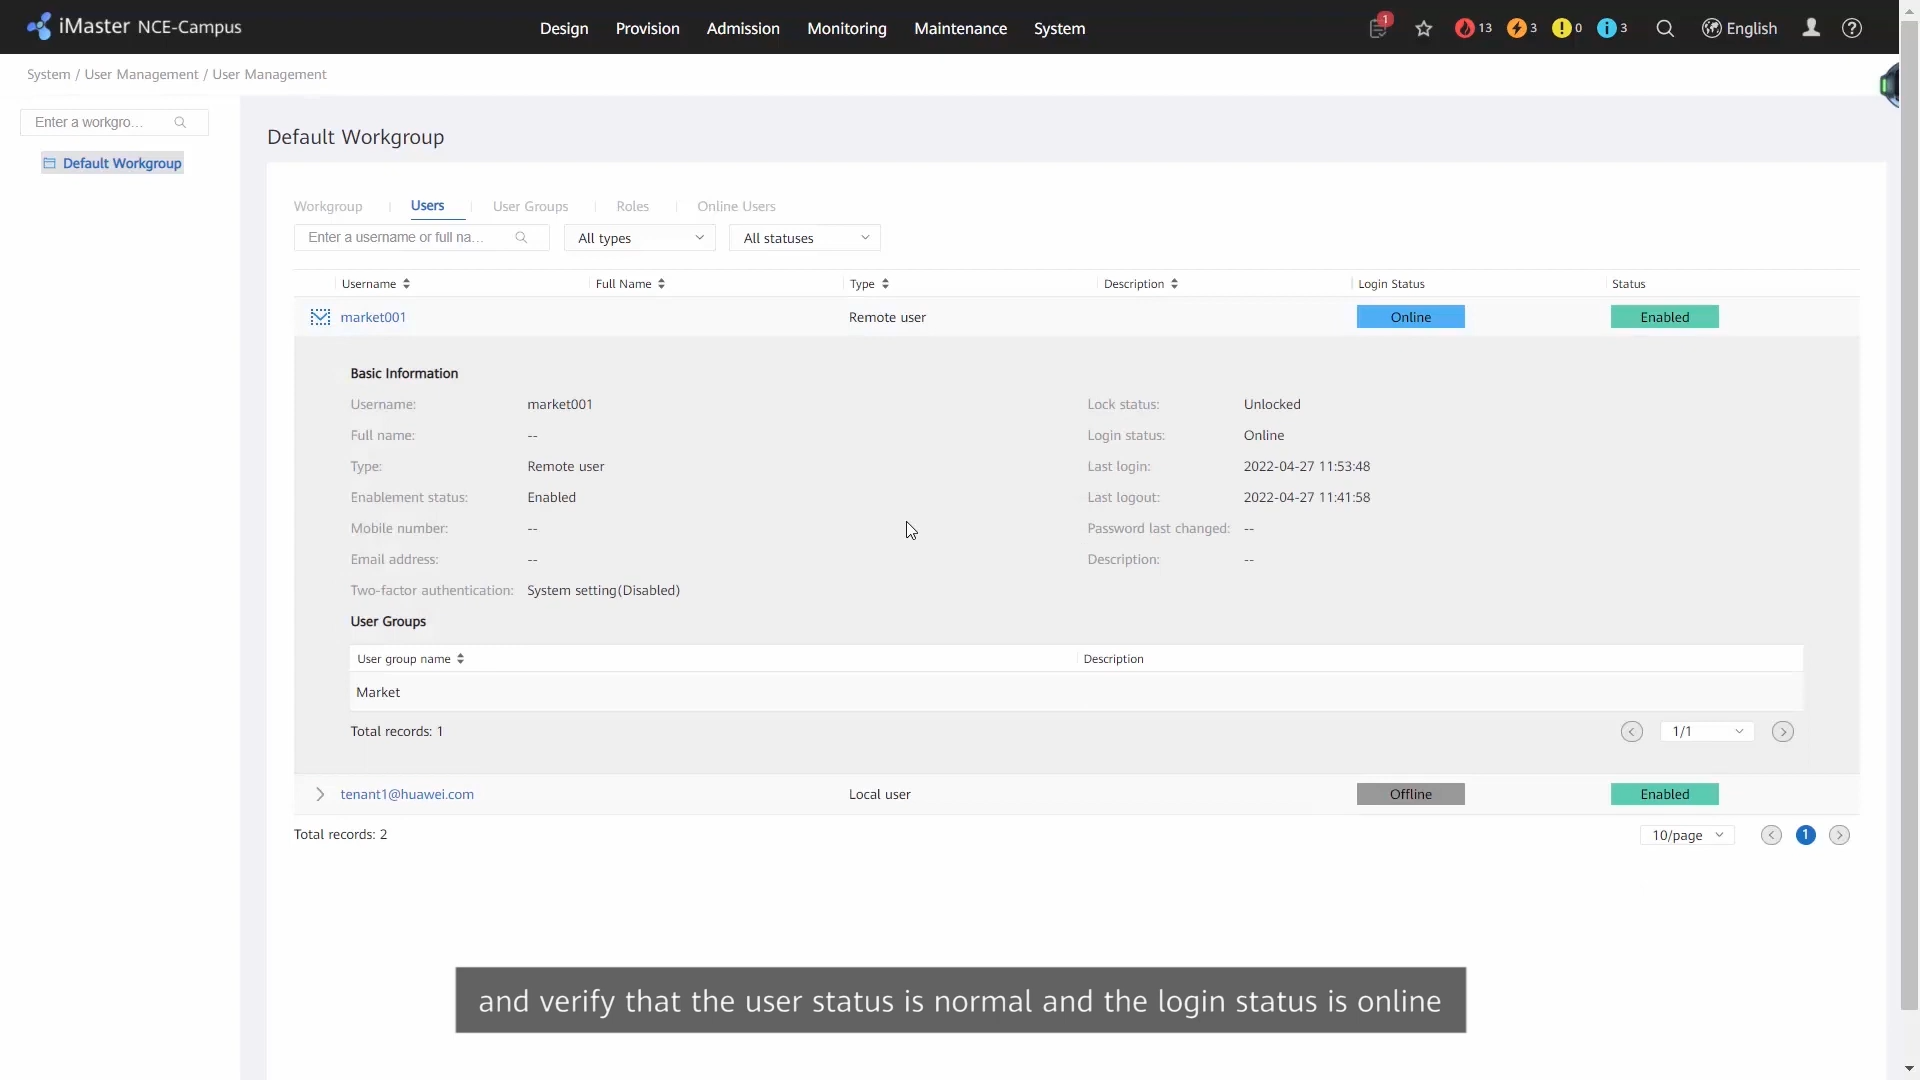 iMaster NCE-Campus
Design Provision Admission Monitoring Maintenance System
1 13 3 0 3 English
System / User Management / User Management
Enter a workgro...
Default Workgroup
Default Workgroup
Workgroup Users User Groups Roles Online Users
Enter a username or full na... All types All statuses
Username Full Name Type Description Login Status Status
market001 Remote user Online Enabled
Basic Information
Username: market001 Lock status: Unlocked
Full name: -- Login status: Online
Type: Remote user Last login: 2022-04-27 11:53:48
Enablement status: Enabled Last logout: 2022-04-27 11:41:58
Mobile number: -- Password last changed: --
Email address: -- Description: --
Two-factor authentication: System setting(Disabled)
User Groups
User group name Description
Market
Total records: 1 1/1
tenant1@huawei.com Local user Offline Enabled
Total records: 2 10/page 1
and verify that the user status is normal and the login status is online